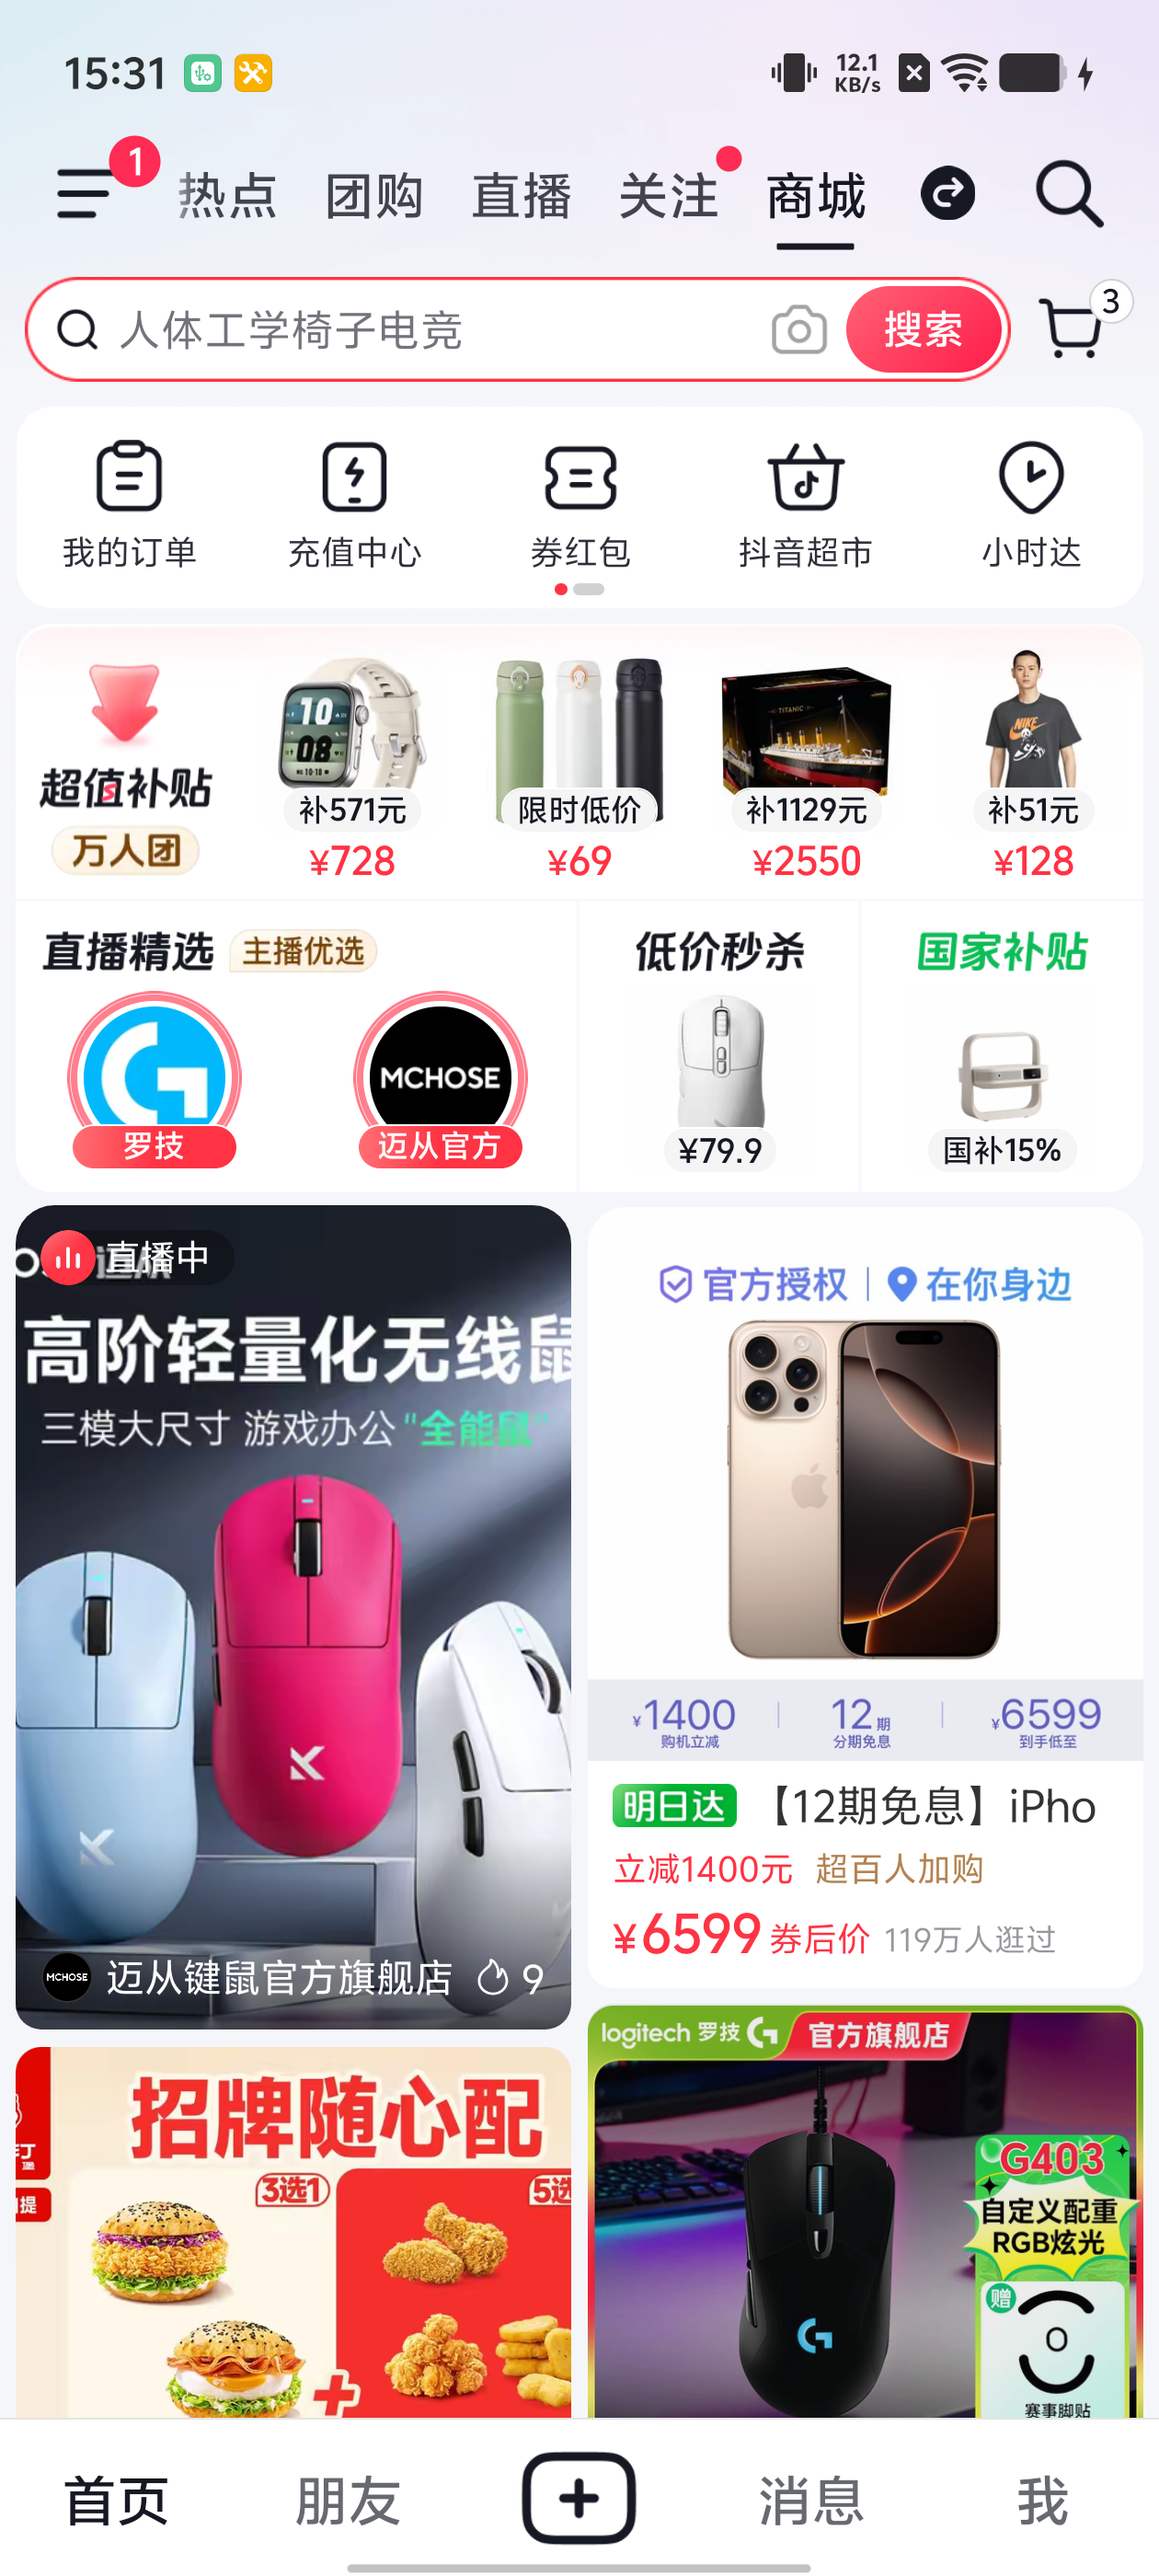 15:31
12.1
KB/s
1
热点
团购
直播
关注
商城
人体工学椅子电竞
搜索
3
我的订单
充值中心
券红包
抖音超市
小时达
超值补贴
万人团
补571元
¥728
限时低价
¥69
TITANIC
补1129元
¥2550
NIKE
补51元
¥128
直播精选
主播优选
罗技
MCHOSE
迈从官方
低价秒杀
¥79.9
国家补贴
国补15%
直播中
高阶轻量化无线鼠
三模大尺寸 游戏办公“全能鼠”
MCHOSE
迈从键鼠官方旗舰店
9
官方授权
在你身边
¥1400
购机立减
12期
分期免息
¥6599
到手低至
明日达
【12期免息】iPho
立减1400元
超百人加购
¥6599 券后价
119万人逛过
招牌随心配
3选1
5选
提
logitech 罗技
官方旗舰店
G403
自定义配重
RGB炫光
赠
赛事脚贴
首页
朋友
消息
我